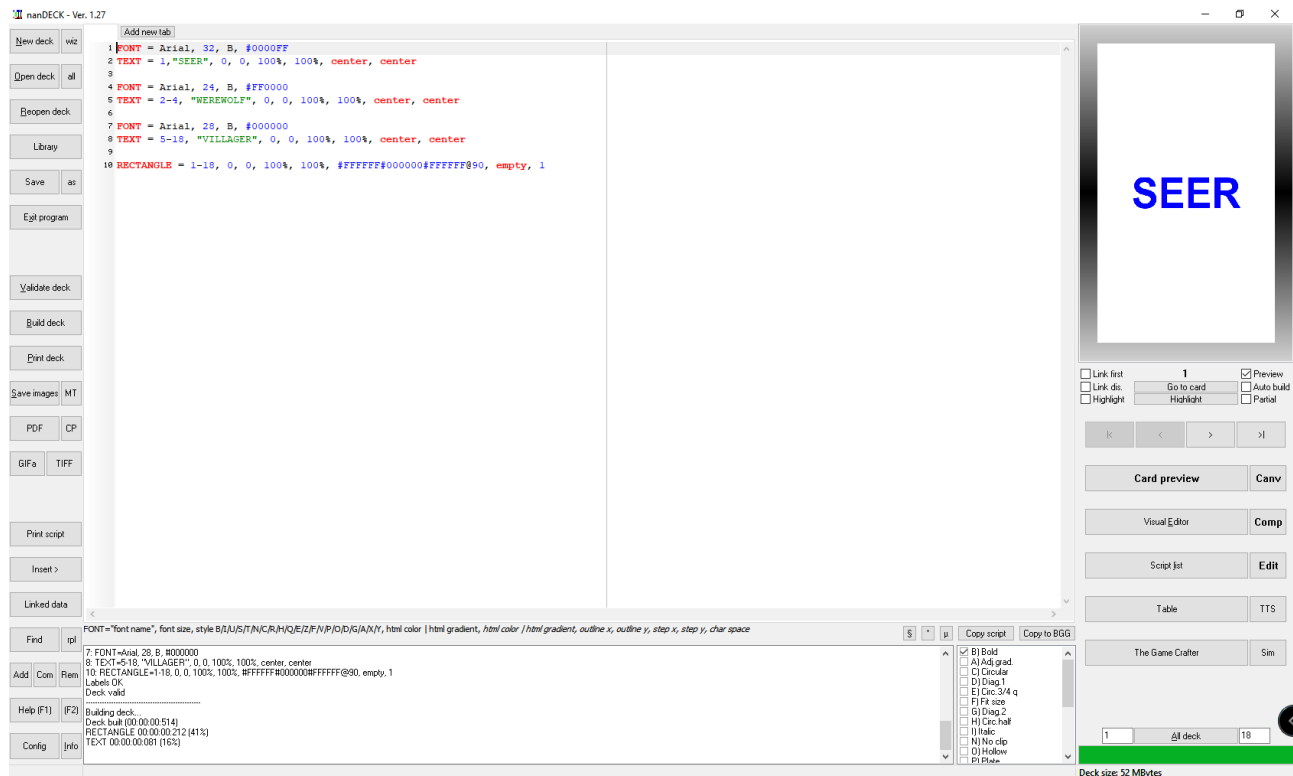 nanDECK - Ver. 1.27
New deck wiz
Open deck all
Reopen deck
Library
Save as
Exit program
Validate deck
Build deck
Print deck
Save images MT
PDF CP
GIFa TIFF
Print script
Insert >
Linked data
Find rpl
Add Com Rem
Help (F1) (F2)
Config Info
Add new tab
1 FONT = Arial, 32, B, #0000FF
2 TEXT = 1,"SEER", 0, 0, 100%, 100%, center, center
3
4 FONT = Arial, 24, B, #FF0000
5 TEXT = 2-4, "WEREWOLF", 0, 0, 100%, 100%, center, center
6
7 FONT = Arial, 28, B, #000000
8 TEXT = 5-18, "VILLAGER", 0, 0, 100%, 100%, center, center
9
10 RECTANGLE = 1-18, 0, 0, 100%, 100%, #FFFFFF#000000#FFFFFF@90, empty, 1
FONT="font name", font size, style B/I/U/S/T/N/C/R/H/Q/E/Z/F/V/P/O/D/G/A/X/Y, html color | html gradient, html color | html gradient, outline x, outline y, step x, step y, char space
§ " µ Copy script Copy to BGG
7: FONT=Arial, 28, B, #000000
8: TEXT=5-18, "VILLAGER", 0, 0, 100%, 100%, center, center
10: RECTANGLE=1-18, 0, 0, 100%, 100%, #FFFFFF#000000#FFFFFF@90, empty, 1
Labels OK
Deck valid
Building deck...
Deck built (00:00:00:514)
RECTANGLE 00:00:00:212 (41%)
TEXT 00:00:00:081 (16%)
B) Bold
A) Adj.grad.
C) Circular
D) Diag.1
E) Circ.3/4 q
F) Fit size
G) Diag.2
H) Circ.half
I) Italic
N) No clip
O) Hollow
P) Plate
SEER
Link first 1 Preview
Link dis. Go to card Auto build
Highlight Highlight Partial
Card preview Canv
Visual Editor Comp
Script list Edit
Table TTS
The Game Crafter Sim
1 All deck 18
Deck size: 52 MBytes